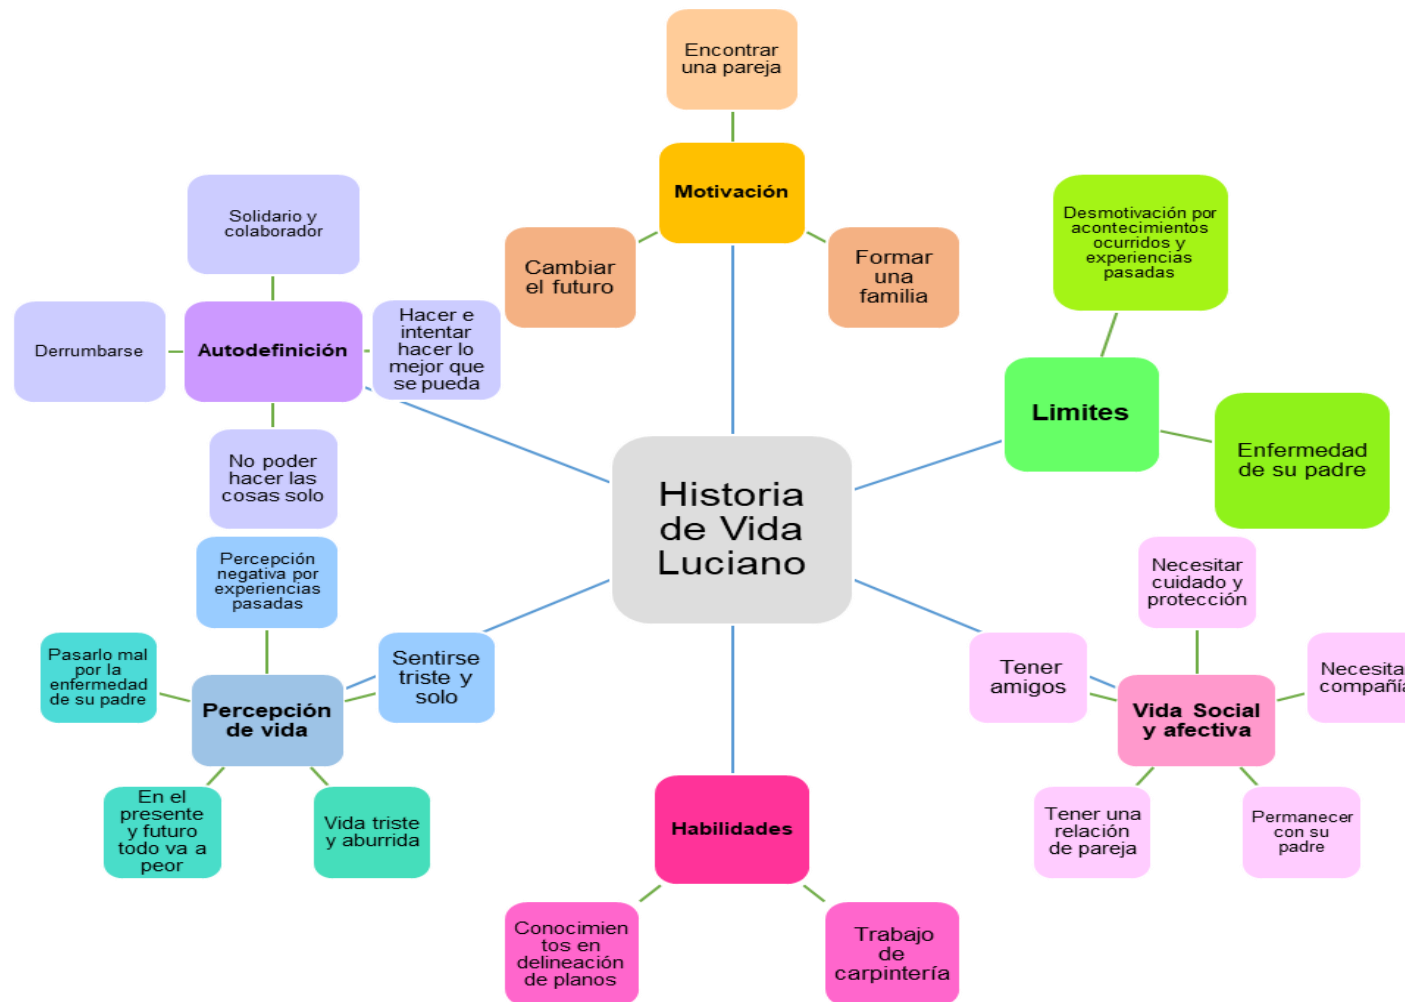 Encontrar
una pareja
Motivación
Cambiar
el futuro
Formar
una
familia
Solidario y
colaborador
Derrumbarse
Autodefinición
Hacer e
intentar
hacer lo
mejor que
se pueda
No poder
hacer las
cosas solo
Desmotivación por
acontecimientos
ocurridos y
experiencias
pasadas
Limites
Enfermedad
de su padre
Historia
de Vida
Luciano
Percepción
negativa por
experiencias
pasadas
Pasarlo mal
por la
enfermedad
de su padre
Sentirse
triste y
solo
Percepción
de vida
En el
presente
y futuro
todo va a
peor
Vida triste
y aburrida
Necesitar
cuidado y
protección
Tener
amigos
Necesitar
compañía
Vida Social
y afectiva
Tener una
relación
de pareja
Permanecer
con su
padre
Habilidades
Conocimien
tos en
delineación
de planos
Trabajo
de
carpintería